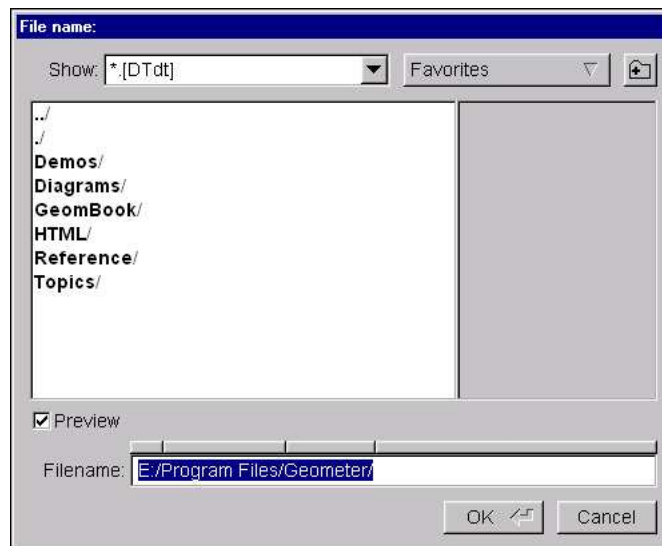 File name:
Show: *.[DTdt] Favorites
../
./
Demos/
Diagrams/
GeomBook/
HTML/
Reference/
Topics/
Preview
Filename: E:/Program Files/Geometer/
OK Cancel